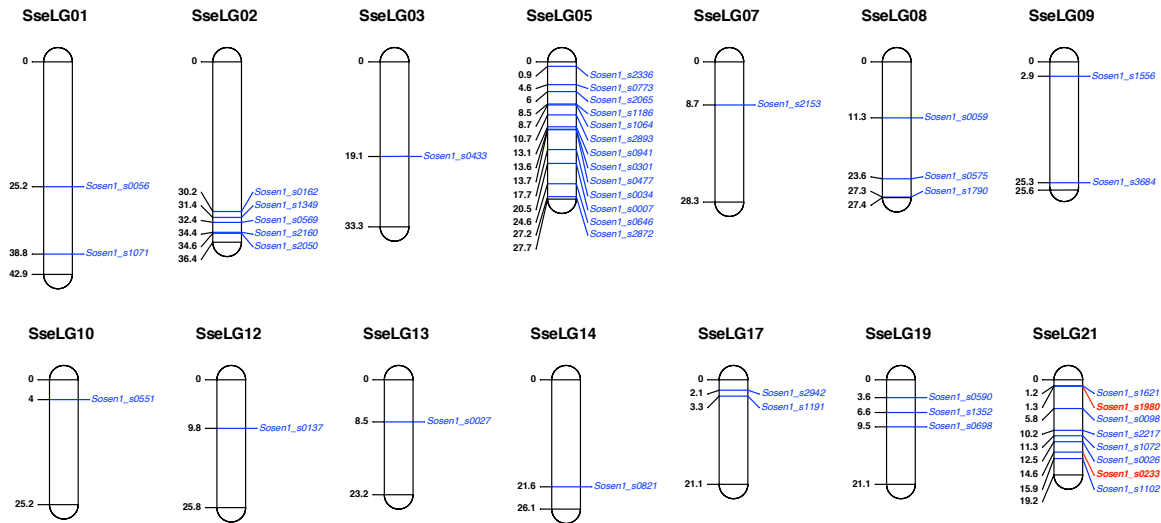 SseLG01
0
25.2 Sosen1_s0056
38.8 Sosen1_s1071
42.9
SseLG02
0
30.2 Sosen1_s0162
31.4 Sosen1_s1349
32.4 Sosen1_s0569
34.4 Sosen1_s2160
34.6 Sosen1_s2050
36.4
SseLG03
0
19.1 Sosen1_s0433
33.3
SseLG05
0
0.9 Sosen1_s2336
4.6 Sosen1_s0773
6 Sosen1_s2065
8.5 Sosen1_s1186
8.7 Sosen1_s1064
10.7 Sosen1_s2893
13.1 Sosen1_s0941
13.6 Sosen1_s0301
13.7 Sosen1_s0477
17.7 Sosen1_s0034
20.5 Sosen1_s0007
24.6 Sosen1_s0646
27.2 Sosen1_s2872
27.7
SseLG07
0
8.7 Sosen1_s2153
28.3
SseLG08
0
11.3 Sosen1_s0059
23.6 Sosen1_s0575
27.3 Sosen1_s1790
27.4
SseLG09
0
2.9 Sosen1_s1556
25.3 Sosen1_s3684
25.6
SseLG10
0
4 Sosen1_s0551
25.2
SseLG12
0
9.8 Sosen1_s0137
25.8
SseLG13
0
8.5 Sosen1_s0027
23.2
SseLG14
0
21.6 Sosen1_s0821
26.1
SseLG17
0
2.1 Sosen1_s2942
3.3 Sosen1_s1191
21.1
SseLG19
0
3.6 Sosen1_s0590
6.6 Sosen1_s1352
9.5 Sosen1_s0698
21.1
SseLG21
0
1.2 Sosen1_s1621
1.3 Sosen1_s1980
5.8 Sosen1_s0098
10.2 Sosen1_s2217
11.3 Sosen1_s1072
12.5 Sosen1_s0026
14.6 Sosen1_s0233
15.9 Sosen1_s1102
19.2